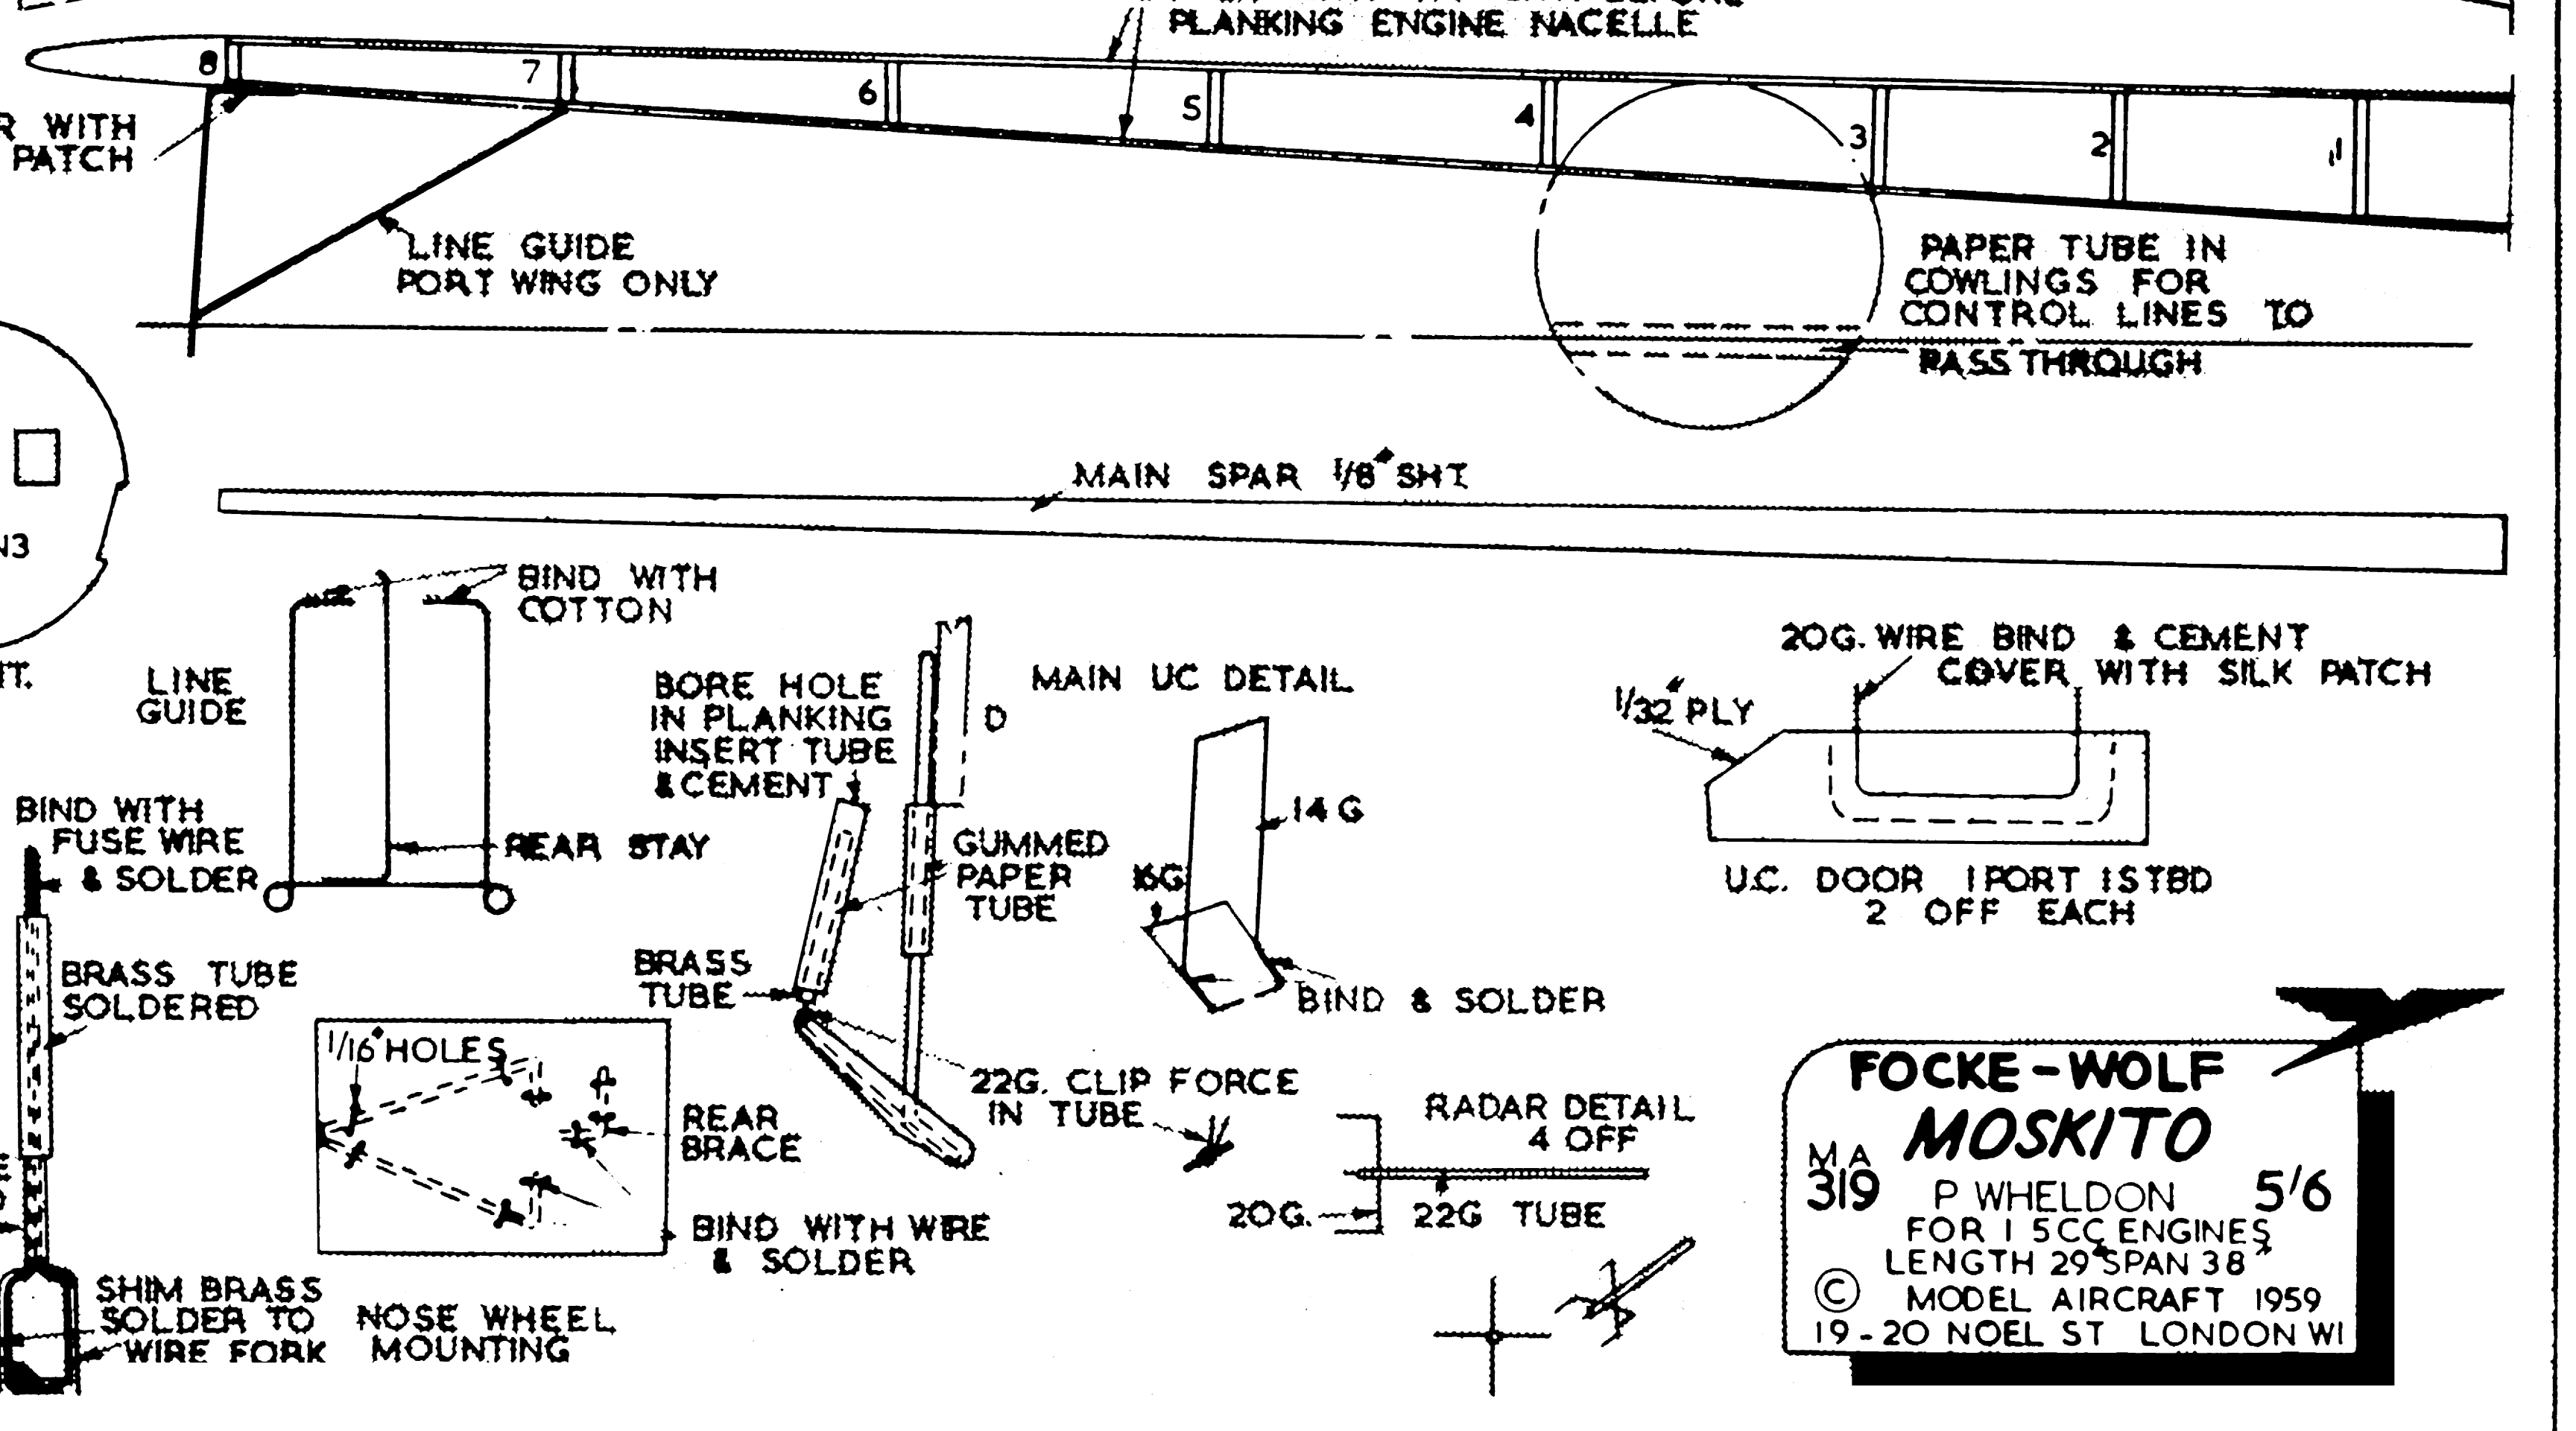 PLANKING ENGINE NACELLE
8
7
6
5
4
3
2
1
R WITH
PATCH
LINE GUIDE
PORT WING ONLY
PAPER TUBE IN
COWLINGS FOR
CONTROL LINES TO
PASS THROUGH
MAIN SPAR 1/8" SHT.
N3
BIND WITH
COTTON
LINE
GUIDE
REAR STAY
BORE HOLE
IN PLANKING
INSERT TUBE
& CEMENT
D
MAIN UC DETAIL
14 G
16G
BIND & SOLDER
20G. WIRE BIND & CEMENT
COVER WITH SILK PATCH
1/32" PLY
U.C. DOOR 1 PORT 1 STBD
2 OFF EACH
BIND WITH
FUSE WIRE
& SOLDER
GUMMED
PAPER
TUBE
BRASS
TUBE
BRASS TUBE
SOLDERED
1/16" HOLES
REAR
BRACE
BIND WITH WIRE
& SOLDER
22G. CLIP FORCE
IN TUBE
RADAR DETAIL
4 OFF
20G.
22G TUBE
SHIM BRASS
SOLDER TO
WIRE FORK
NOSE WHEEL
MOUNTING
FOCKE-WOLF
MOSKITO
MA
319
P WHELDON
5'6
FOR 1 5CC ENGINES
LENGTH 29" SPAN 38"
© MODEL AIRCRAFT 1959
19-20 NOEL ST LONDON W1